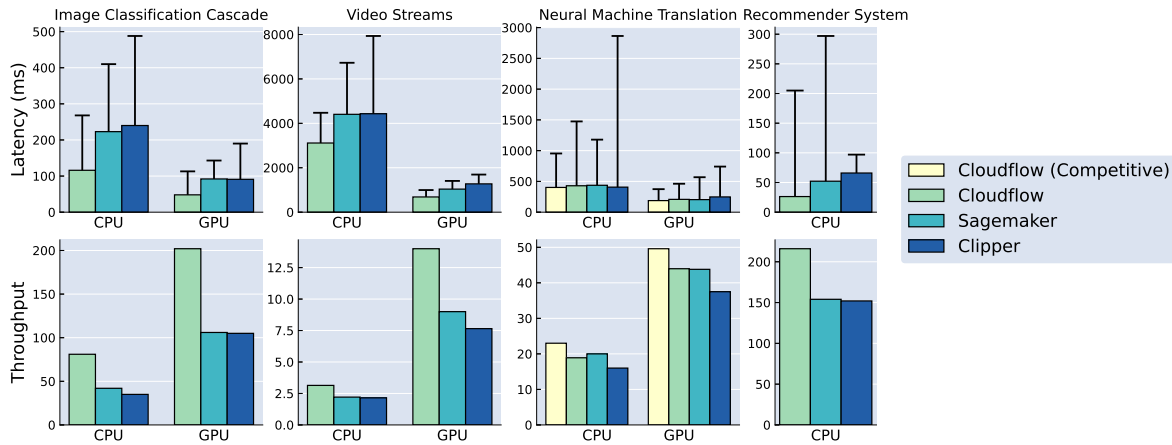 Image Classification Cascade
Video Streams
Neural Machine Translation
Recommender System
Latency (ms)
500
400
300
200
100
0
CPU
GPU
8000
6000
4000
2000
0
CPU
GPU
3000
2500
2000
1500
1000
500
0
CPU
GPU
300
250
200
150
100
50
0
CPU
Cloudflow (Competitive)
Cloudflow
Sagemaker
Clipper
Throughput
200
150
100
50
0
CPU
GPU
12.5
10.0
7.5
5.0
2.5
0.0
CPU
GPU
50
40
30
20
10
0
CPU
GPU
200
150
100
50
0
CPU